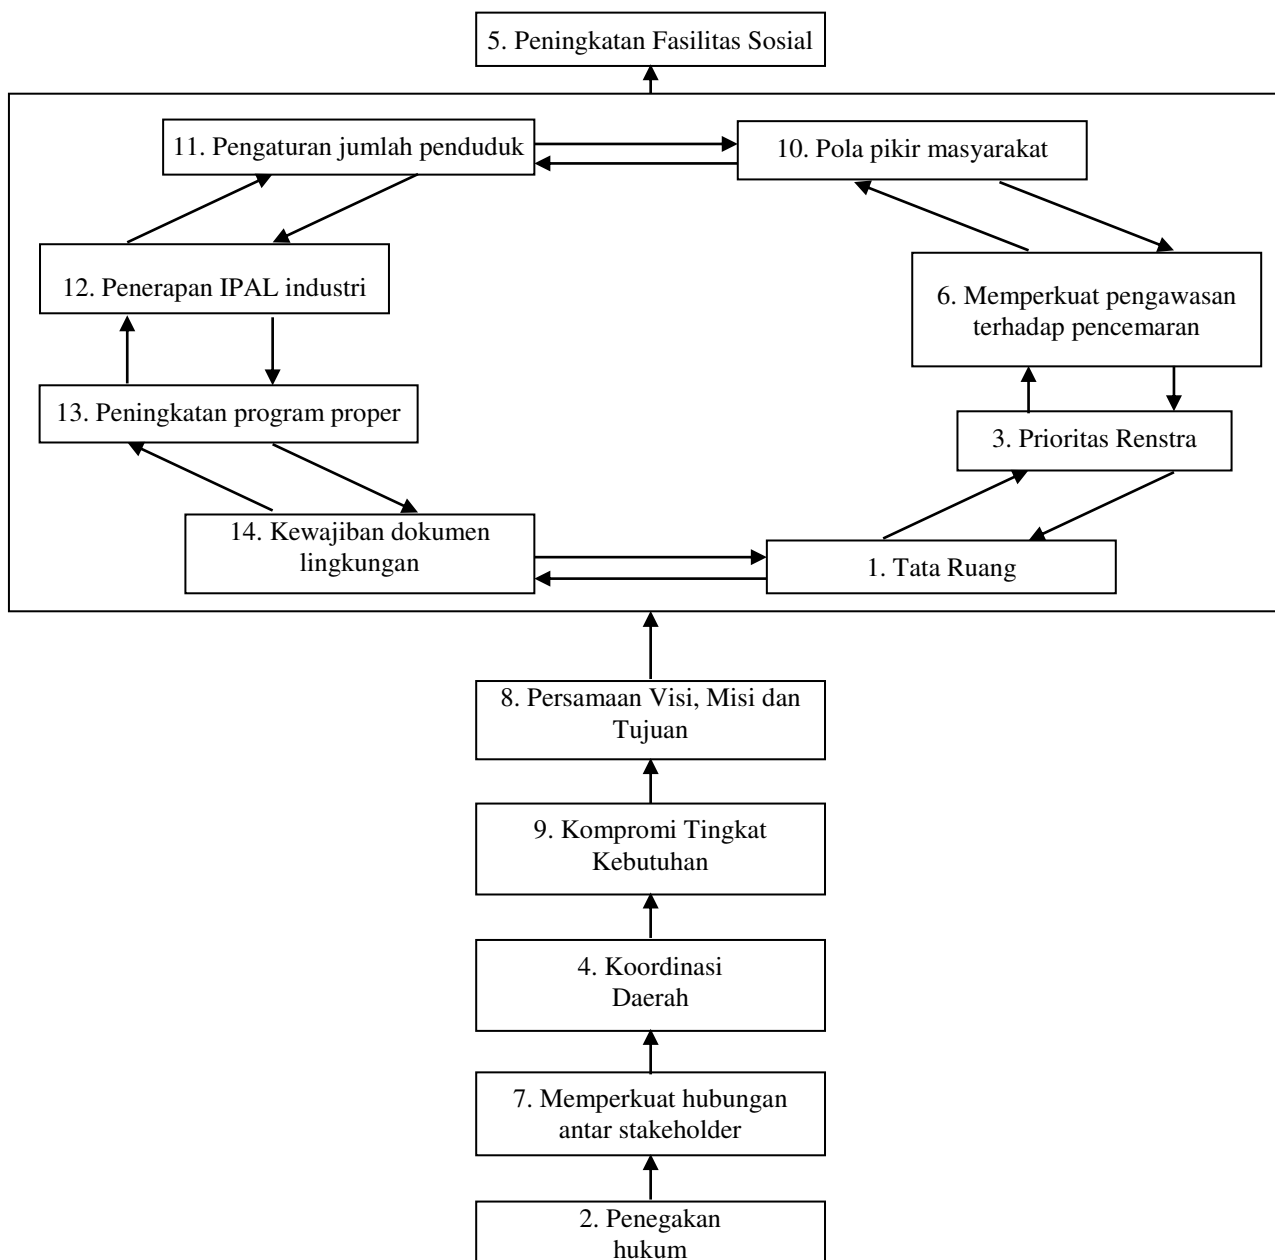 5. Peningkatan Fasilitas Sosial
11. Pengaturan jumlah penduduk
10. Pola pikir masyarakat
12. Penerapan IPAL industri
6. Memperkuat pengawasan
terhadap pencemaran
13. Peningkatan program proper
3. Prioritas Renstra
14. Kewajiban dokumen
lingkungan
1. Tata Ruang
8. Persamaan Visi, Misi dan
Tujuan
9. Kompromi Tingkat
Kebutuhan
4. Koordinasi
Daerah
7. Memperkuat hubungan
antar stakeholder
2. Penegakan
hukum